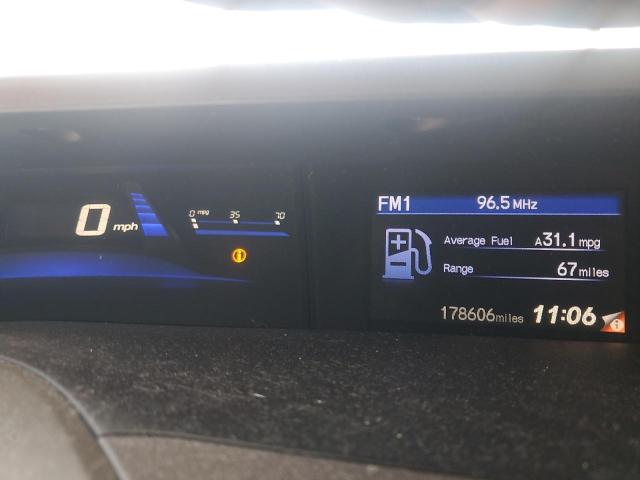 0 mph
0 mpg 35 70
FM1 96.5 MHz
Average Fuel A31.1 mpg
Range 67 miles
178606 miles 11:06